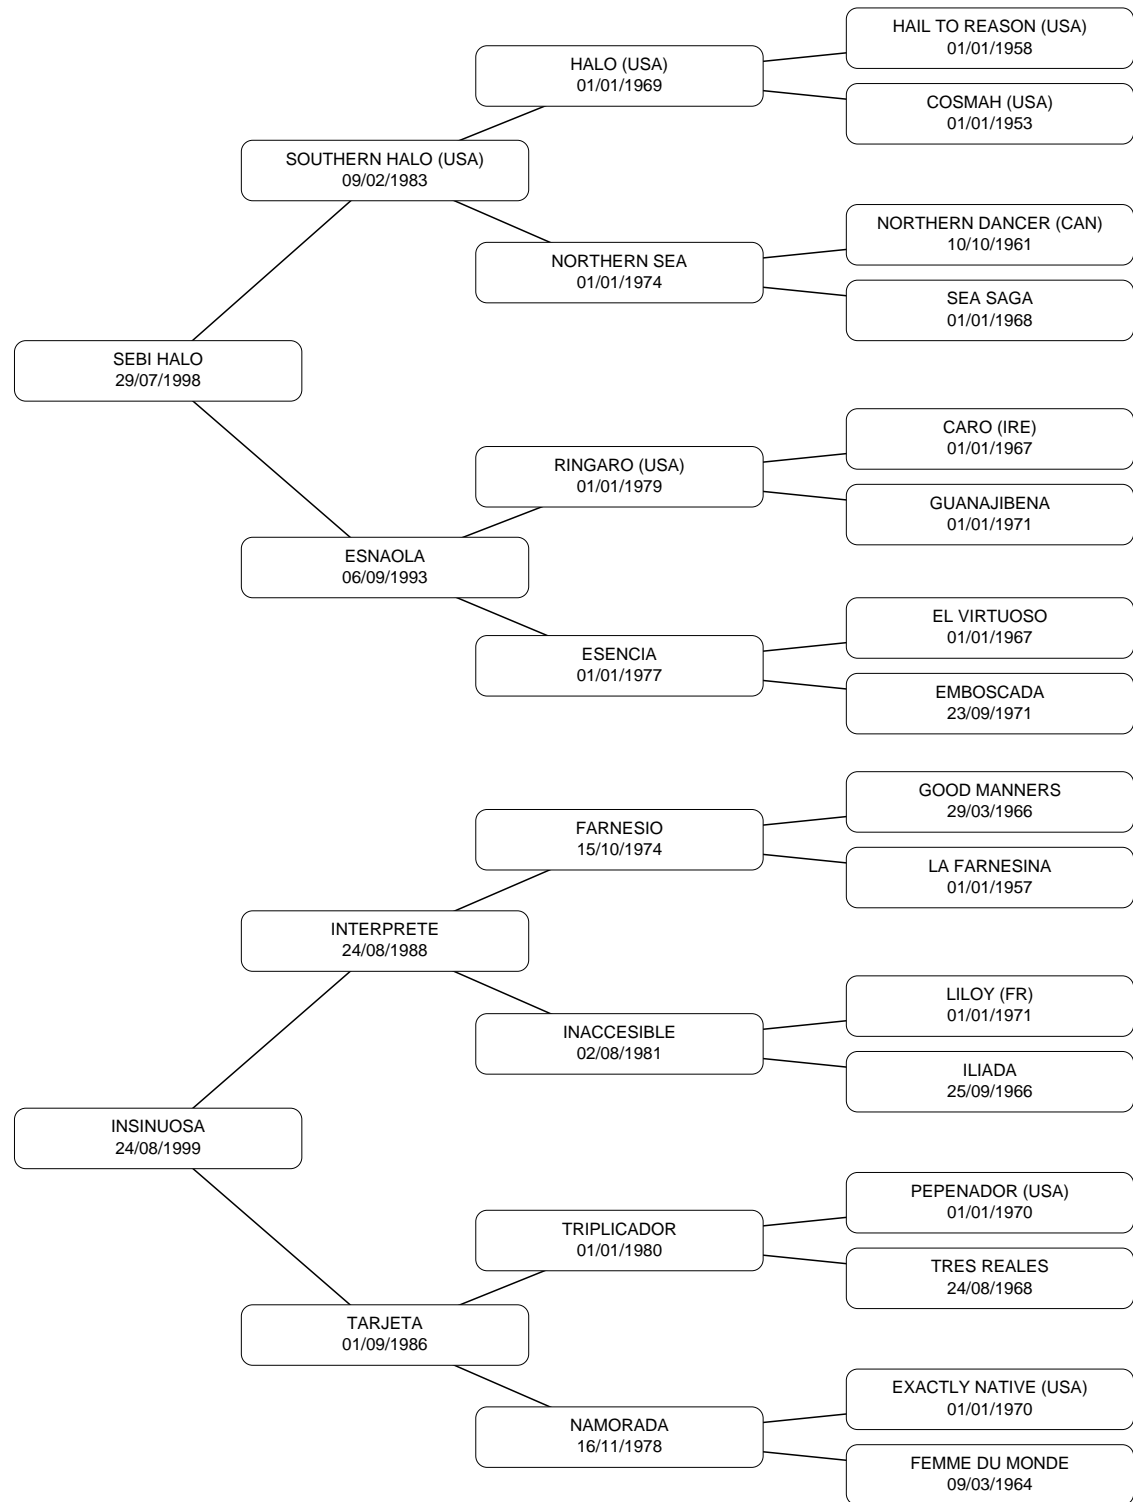 HAIL TO REASON (USA)
01/01/1958
HALO (USA)
01/01/1969
COSMAH (USA)
01/01/1953
SOUTHERN HALO (USA)
09/02/1983
NORTHERN DANCER (CAN)
10/10/1961
NORTHERN SEA
01/01/1974
SEA SAGA
01/01/1968
SEBI HALO
29/07/1998
CARO (IRE)
01/01/1967
RINGARO (USA)
01/01/1979
GUANAJIBENA
01/01/1971
ESNAOLA
06/09/1993
EL VIRTUOSO
01/01/1967
ESENCIA
01/01/1977
EMBOSCADA
23/09/1971
GOOD MANNERS
29/03/1966
FARNESIO
15/10/1974
LA FARNESINA
01/01/1957
INTERPRETE
24/08/1988
LILOY (FR)
01/01/1971
INACCESIBLE
02/08/1981
ILIADA
25/09/1966
INSINUOSA
24/08/1999
PEPENADOR (USA)
01/01/1970
TRIPLICADOR
01/01/1980
TRES REALES
24/08/1968
TARJETA
01/09/1986
EXACTLY NATIVE (USA)
01/01/1970
NAMORADA
16/11/1978
FEMME DU MONDE
09/03/1964